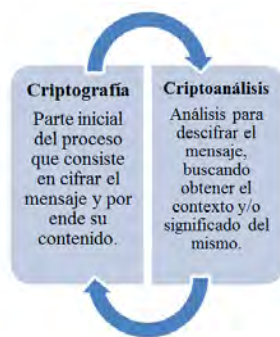 Criptografía
Parte inicial
del proceso
que consiste
en cifrar el
mensaje y por
ende su
contenido.
Criptoanálisis
Análisis para
descifrar el
mensaje,
buscando
obtener el
contexto y/o
significado del
mismo.